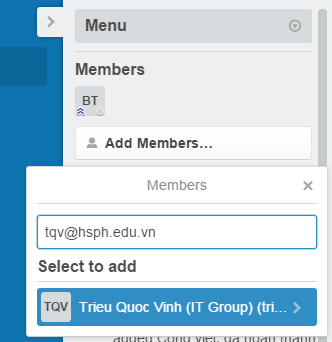 Menu
Members
BT
Add Members…
Members
tqv@hsph.edu.vn
Select to add
TQV Trieu Quoc Vinh (IT Group) (tri...